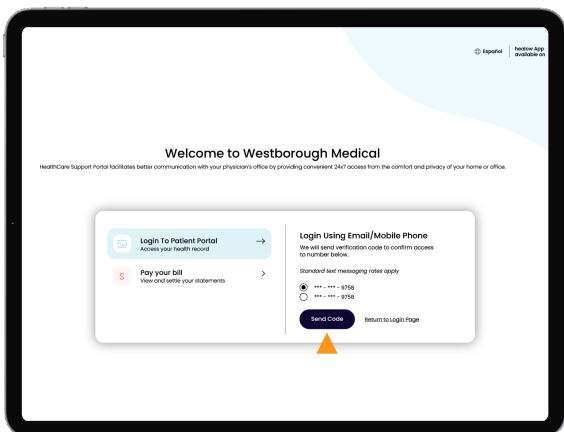 Español
healow App
available on
Welcome to Westborough Medical
HealthCare Support Portal facilitates better communication with your physician's office by providing convenient 24x7 access from the comfort and privacy of your home or office.
Login To Patient Portal
Access your health record
Pay your bill
View and settle your statements
Login Using Email/Mobile Phone
We will send verification code to confirm access
to number below.
Standard text messaging rates apply
*** - *** - 9758
*** - *** - 9758
Send Code
Return to Login Page